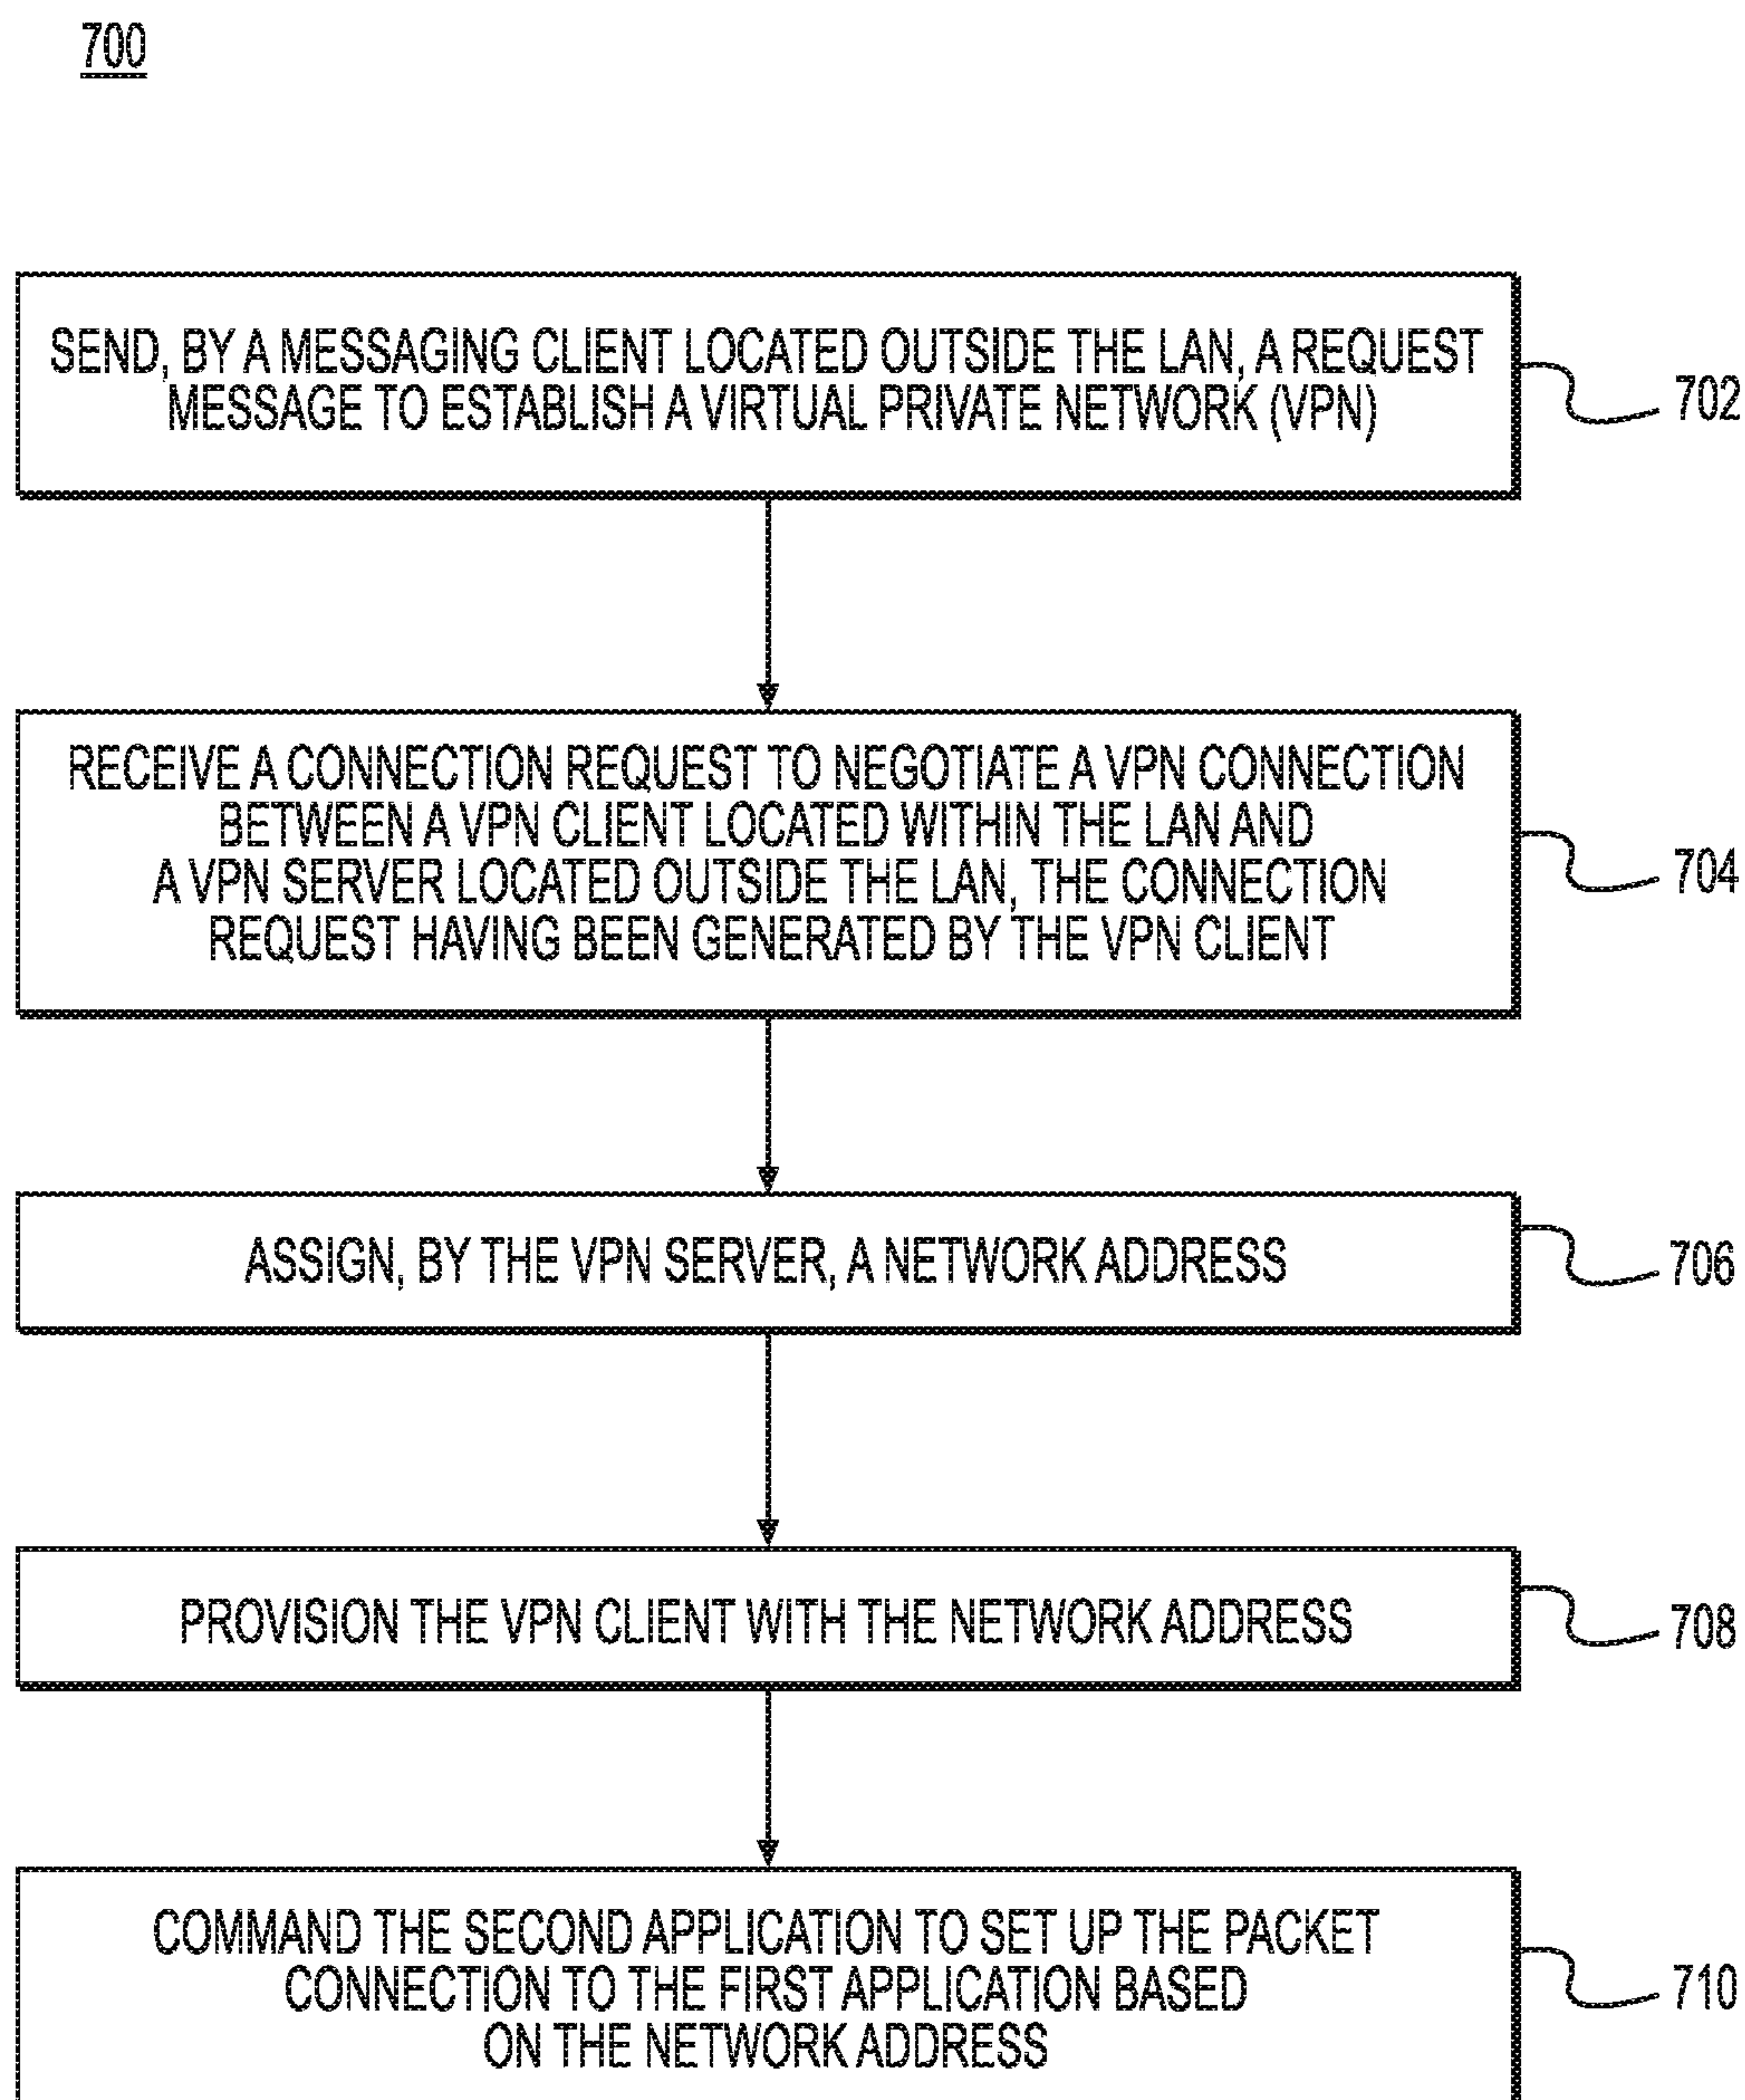 700
SEND, BY A MESSAGING CLIENT LOCATED OUTSIDE THE LAN, A REQUEST
MESSAGE TO ESTABLISH A VIRTUAL PRIVATE NETWORK (VPN)
702
RECEIVE A CONNECTION REQUEST TO NEGOTIATE A VPN CONNECTION
BETWEEN A VPN CLIENT LOCATED WITHIN THE LAN AND
A VPN SERVER LOCATED OUTSIDE THE LAN, THE CONNECTION
REQUEST HAVING BEEN GENERATED BY THE VPN CLIENT
704
ASSIGN, BY THE VPN SERVER, A NETWORK ADDRESS
706
PROVISION THE VPN CLIENT WITH THE NETWORK ADDRESS
708
COMMAND THE SECOND APPLICATION TO SET UP THE PACKET
CONNECTION TO THE FIRST APPLICATION BASED
ON THE NETWORK ADDRESS
710